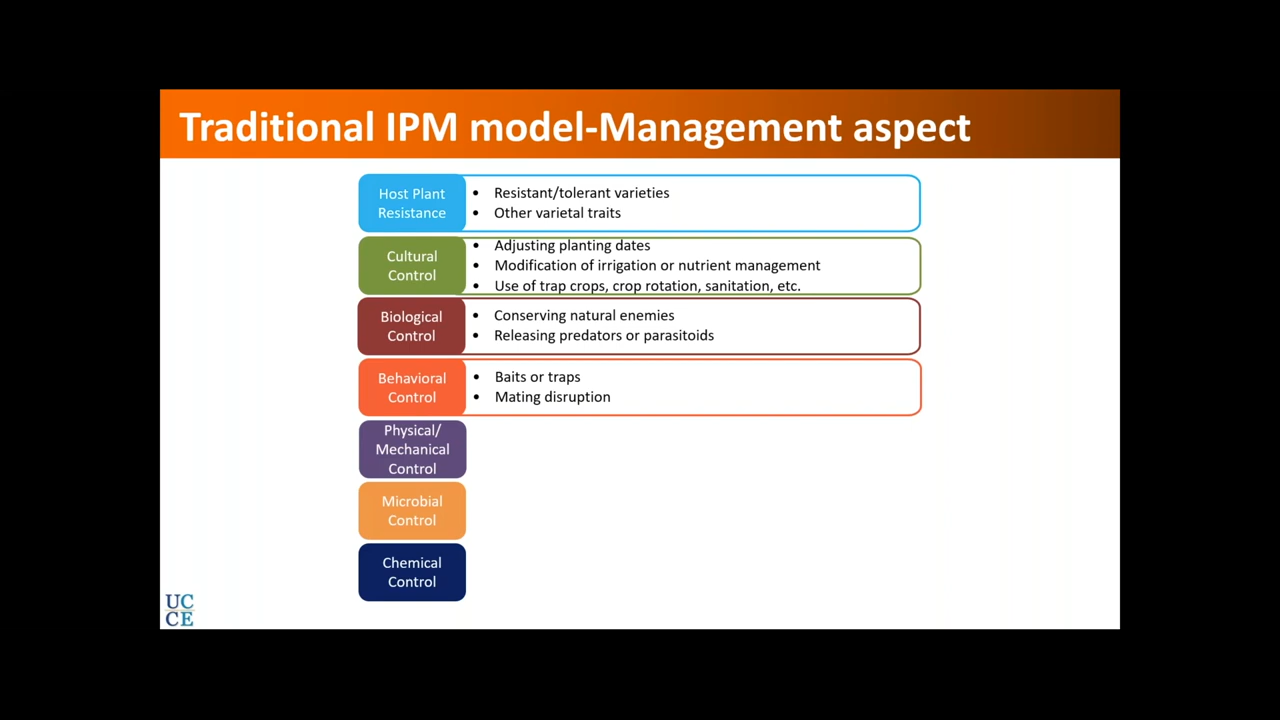 Traditional IPM model-Management aspect
Host Plant
Resistance
• Resistant/tolerant varieties
• Other varietal traits
Cultural
Control
• Adjusting planting dates
• Modification of irrigation or nutrient management
• Use of trap crops, crop rotation, sanitation, etc.
Biological
Control
• Conserving natural enemies
• Releasing predators or parasitoids
Behavioral
Control
• Baits or traps
• Mating disruption
Physical/
Mechanical
Control
Microbial
Control
Chemical
Control
UC
CE